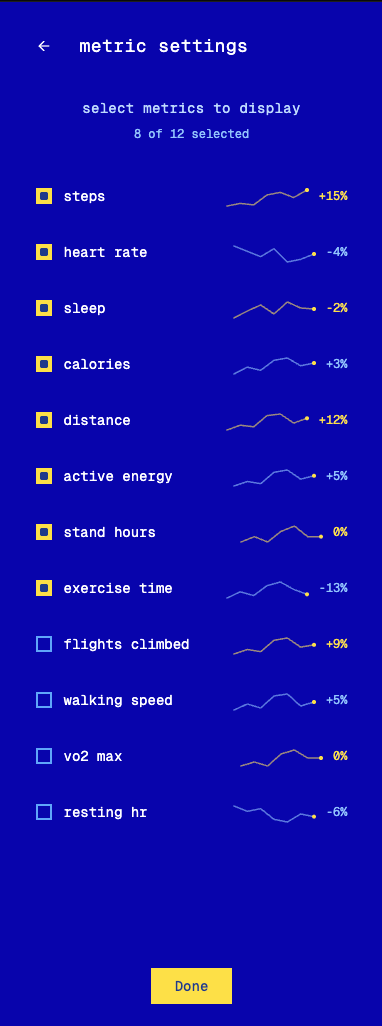 ← metric settings
select metrics to display
8 of 12 selected
steps +15%
heart rate -4%
sleep -2%
calories +3%
distance +12%
active energy +5%
stand hours 0%
exercise time -13%
flights climbed +9%
walking speed +5%
vo2 max 0%
resting hr -6%
Done